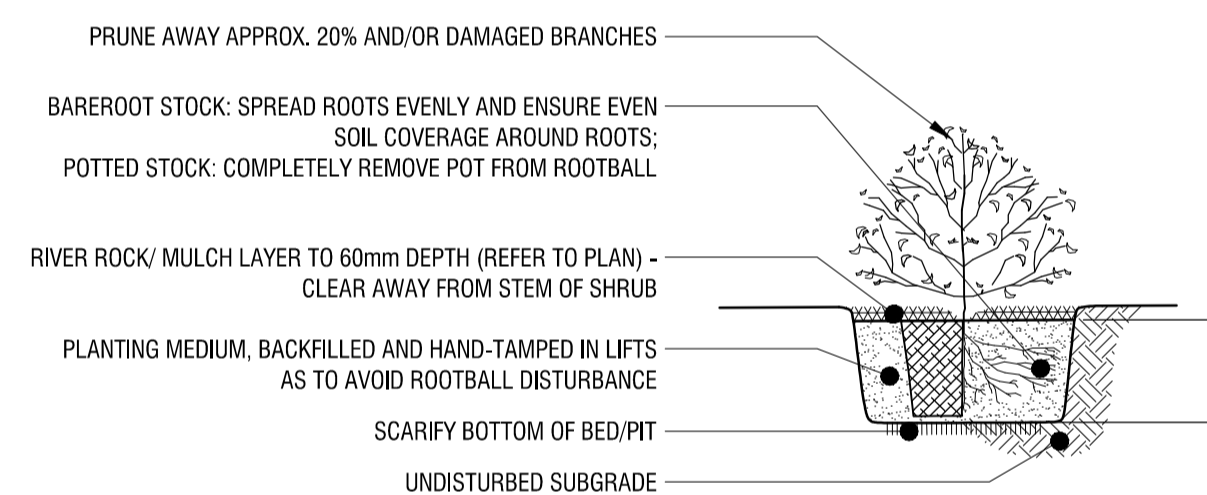 PRUNE AWAY APPROX. 20% AND/OR DAMAGED BRANCHES
BAREROOT STOCK: SPREAD ROOTS EVENLY AND ENSURE EVEN
SOIL COVERAGE AROUND ROOTS;
POTTED STOCK: COMPLETELY REMOVE POT FROM ROOTBALL
RIVER ROCK/ MULCH LAYER TO 60mm DEPTH (REFER TO PLAN) -
CLEAR AWAY FROM STEM OF SHRUB
PLANTING MEDIUM, BACKFILLED AND HAND-TAMPED IN LIFTS
AS TO AVOID ROOTBALL DISTURBANCE
SCARIFY BOTTOM OF BED/PIT
UNDISTURBED SUBGRADE